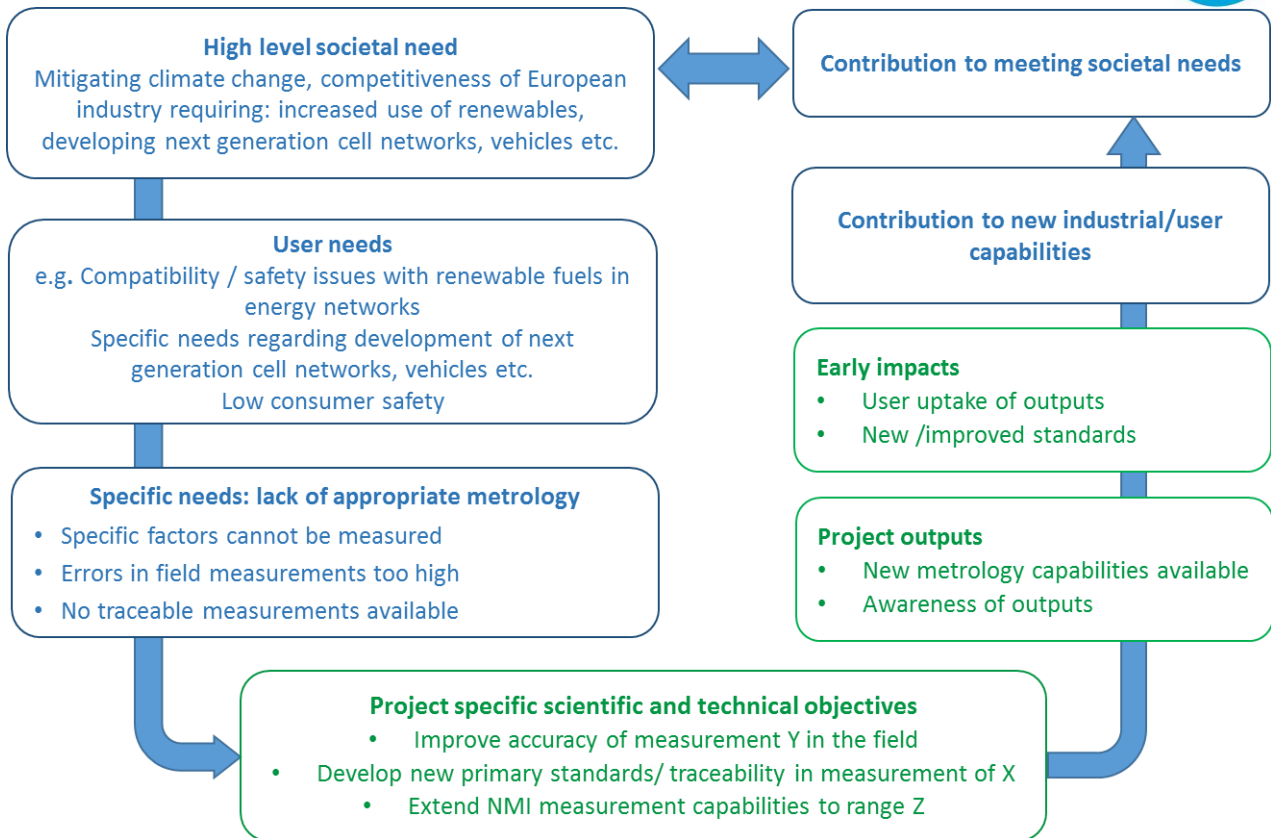 High level societal need
Mitigating climate change, competitiveness of European
industry requiring: increased use of renewables,
developing next generation cell networks, vehicles etc.
User needs
e.g. Compatibility / safety issues with renewable fuels in
energy networks
Specific needs regarding development of next
generation cell networks, vehicles etc.
Low consumer safety
Specific needs: lack of appropriate metrology
• Specific factors cannot be measured
• Errors in field measurements too high
• No traceable measurements available
Project specific scientific and technical objectives
• Improve accuracy of measurement Y in the field
• Develop new primary standards/ traceability in measurement of X
• Extend NMI measurement capabilities to range Z
Project outputs
• New metrology capabilities available
• Awareness of outputs
Early impacts
• User uptake of outputs
• New /improved standards
Contribution to new industrial/user
capabilities
Contribution to meeting societal needs